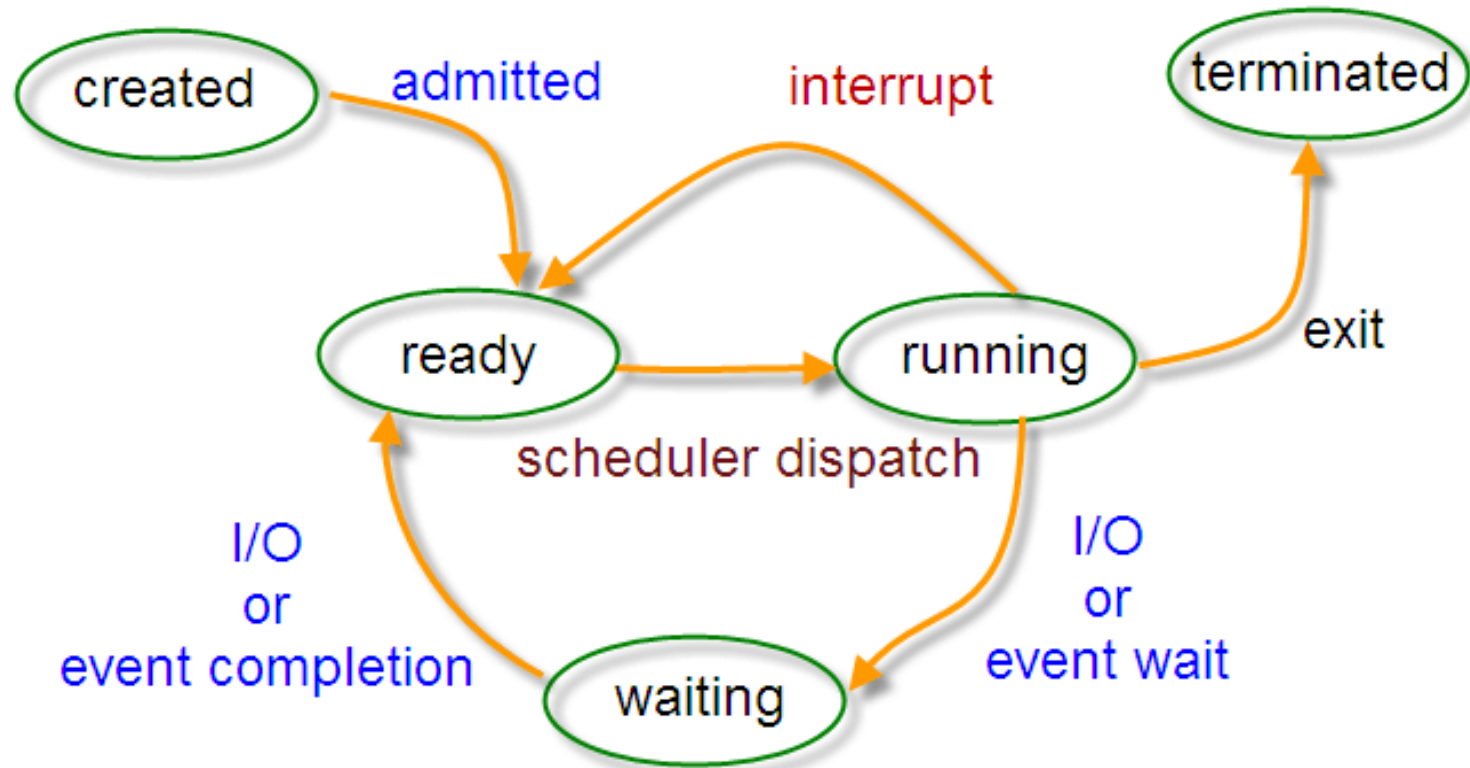 created
admitted
interrupt
terminated
ready
running
exit
scheduler dispatch
I/O
or
event completion
I/O
or
event wait
waiting